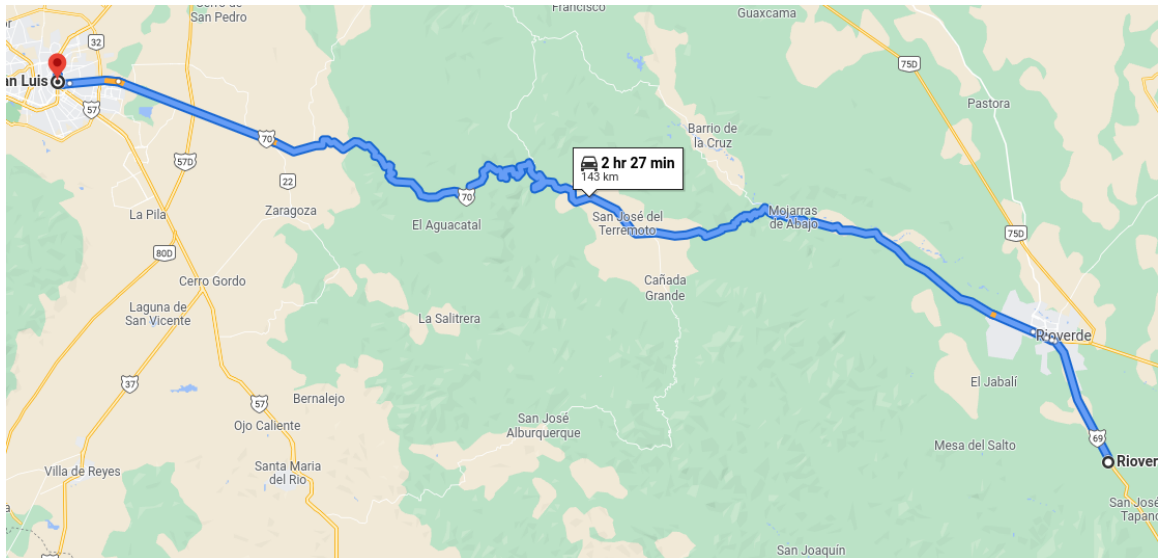 Cerro de
San Pedro
Francisco
Guaxcama
32
75D
an Luis
57
Pastora
70
Barrio de
la Cruz
2 hr 27 min
143 km
57D
22
70
La Pila
Zaragoza
El Aguacatal
San José del
Terremoto
Mojarras
de Abajo
75D
80D
Cerro Gordo
Cañada
Grande
Laguna de
San Vicente
La Salitrera
Rioverde
37
El Jabalí
57
Bernalejo
Ojo Caliente
San José
Alburquerque
69
Mesa del Salto
Villa de Reyes
Santa Maria
del Rio
Riover
San José
Tapanc
San Joaquín